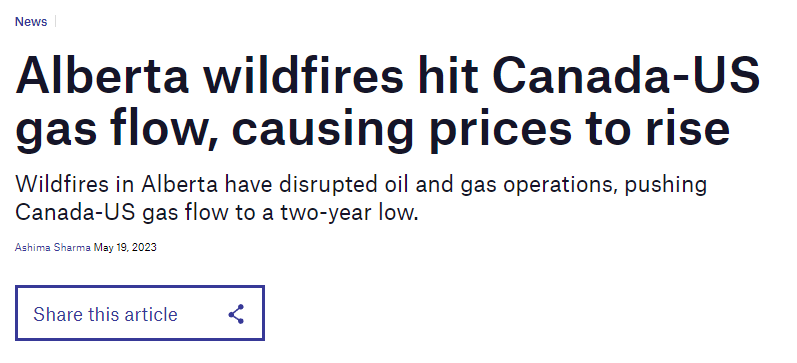 News
Alberta wildfires hit Canada-US
gas flow, causing prices to rise
Wildfires in Alberta have disrupted oil and gas operations, pushing
Canada-US gas flow to a two-year low.
Ashima Sharma May 19, 2023
Share this article